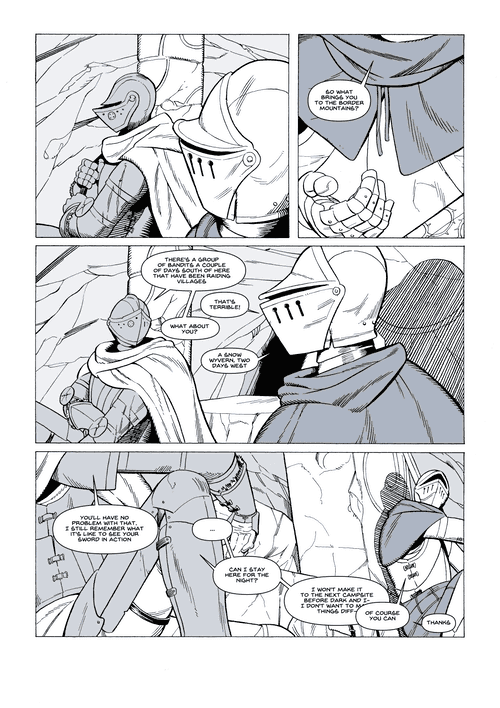 SO WHAT
BRINGS YOU
TO THE BORDER
MOUNTAINS?
THERE'S A GROUP
OF BANDITS A COUPLE
OF DAYS SOUTH OF HERE
THAT HAVE BEEN RAIDING
VILLAGES
THAT'S
TERRIBLE!
WHAT ABOUT
YOU?
A SNOW
WYVERN, TWO
DAYS WEST
YOU'LL HAVE NO
PROBLEM WITH THAT,
I STILL REMEMBER WHAT
IT'S LIKE TO SEE YOUR
SWORD IN ACTION
...
CAN I STAY
HERE FOR THE
NIGHT?
I WON'T MAKE IT
TO THE NEXT CAMPSITE
BEFORE DARK AND I-
I DON'T WANT TO M
THINGS DIFF-
OF COURSE
YOU CAN
THANKS